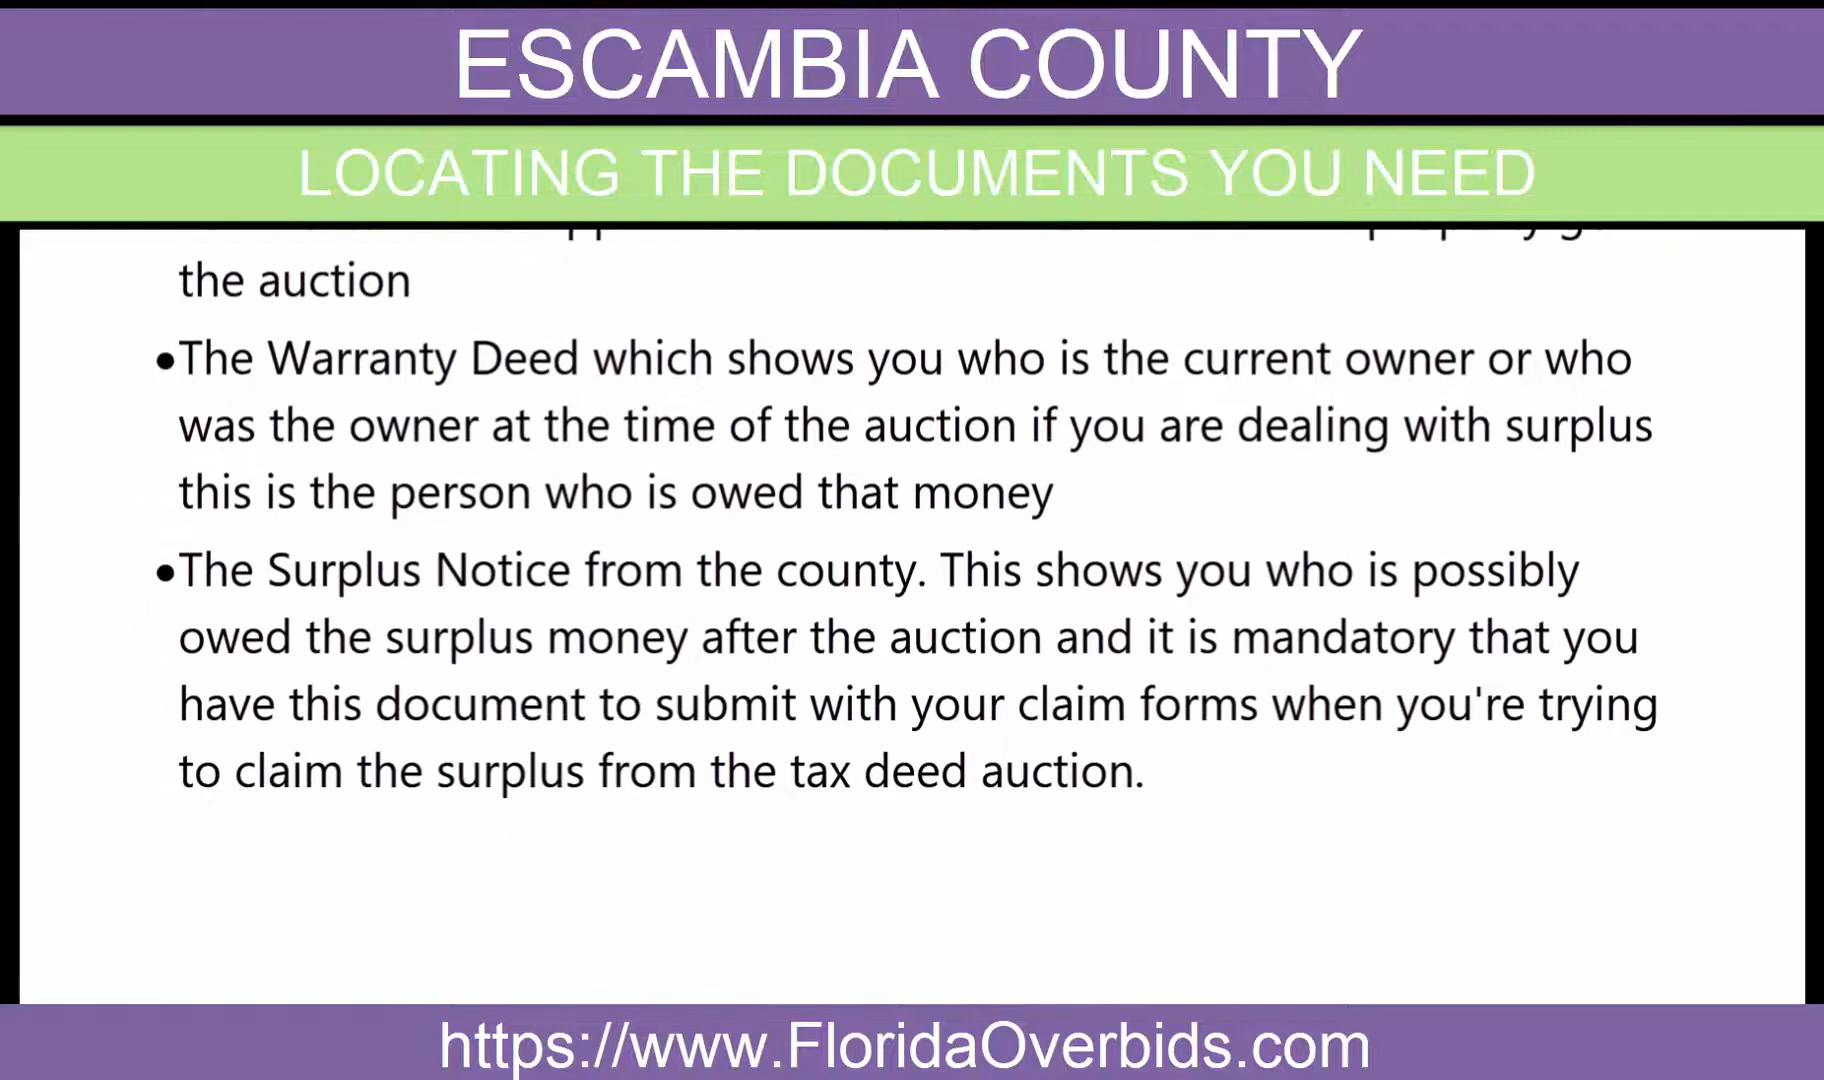 ESCAMBIA COUNTY
LOCATING THE DOCUMENTS YOU NEED
the auction
•The Warranty Deed which shows you who is the current owner or who
was the owner at the time of the auction if you are dealing with surplus
this is the person who is owed that money
•The Surplus Notice from the county. This shows you who is possibly
owed the surplus money after the auction and it is mandatory that you
have this document to submit with your claim forms when you're trying
to claim the surplus from the tax deed auction.
https://www.FloridaOverbids.com